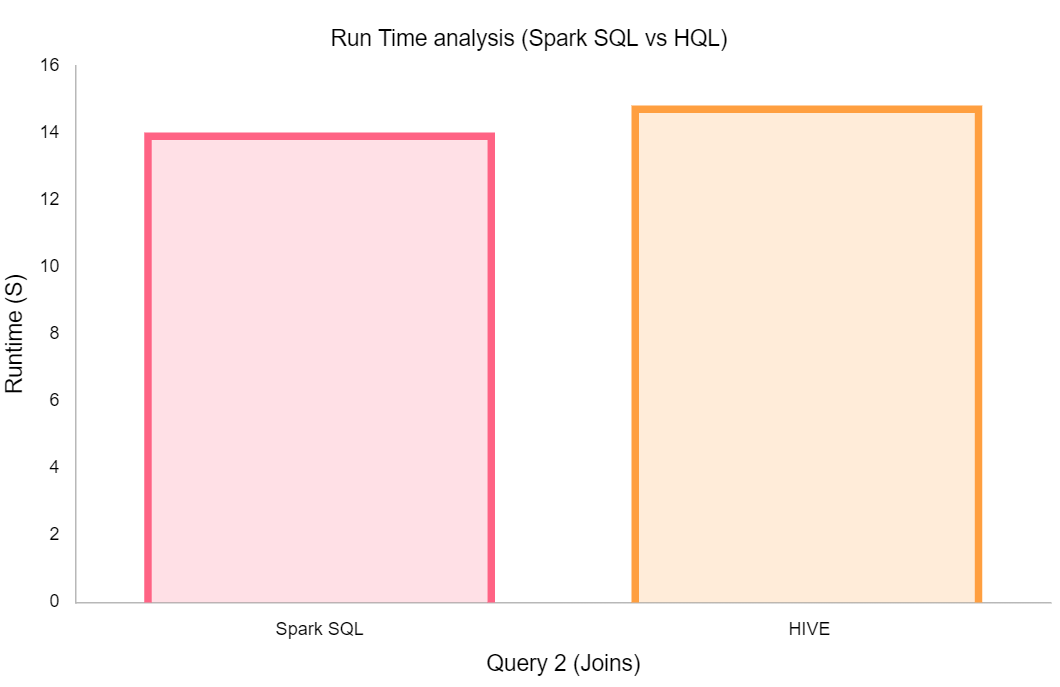 Run Time analysis (Spark SQL vs HQL)
16
14
12
10
8
6
4
2
0
Runtime (S)
Spark SQL
HIVE
Query 2 (Joins)